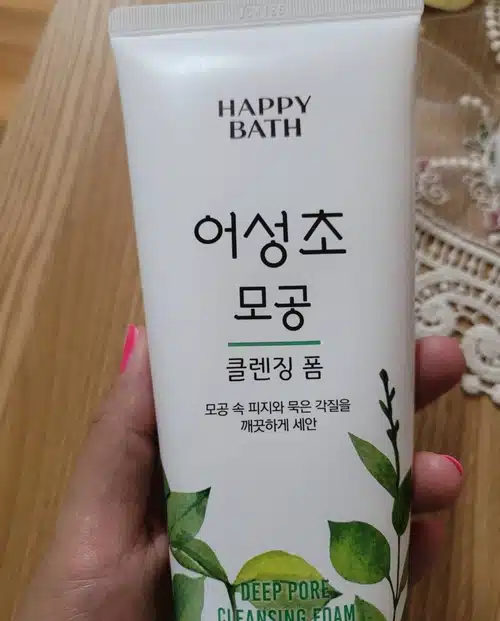 HAPPY
BATH
어성초
모공
클렌징 폼
모공 속 피지와 묵은 각질을
깨끗하게 세안
DEEP PORE
CLEANSING FOAM